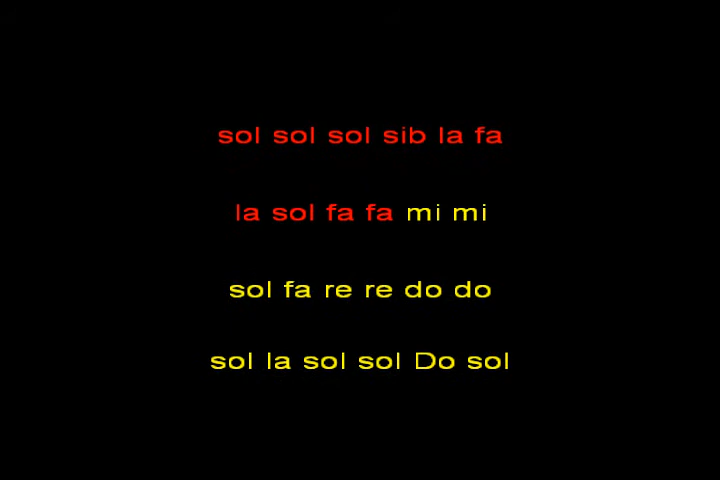 sol sol sol sib la fa
la sol fa fa mi mi
sol fa re re do do
sol la sol sol Do sol